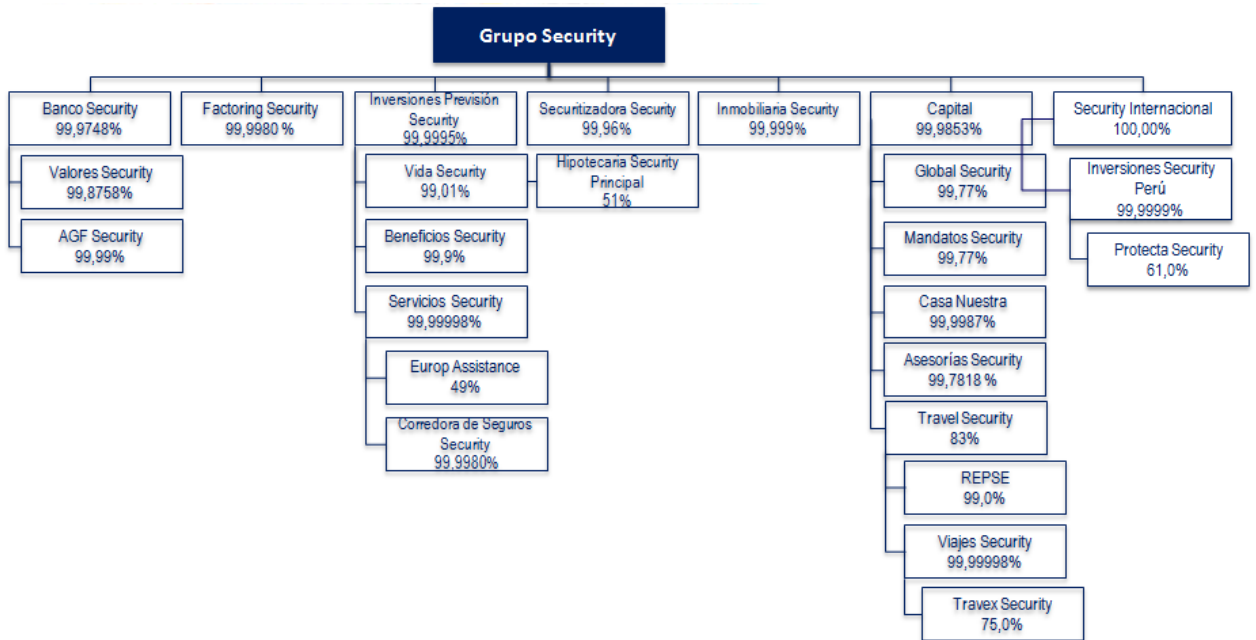 Grupo Security
Banco Security
99,9748%
Factoring Security
99,9980 %
Inversiones Previsión
Security
99,9995%
Securitizadora Security
99,96%
Inmobiliaria Security
99,999%
Capital
99,9853%
Security Internacional
100,00%
Valores Security
99,8758%
AGF Security
99,99%
Vida Security
99,01%
Hipotecaria Security
Principal
51%
Beneficios Security
99,9%
Servicios Security
99,99998%
Europ Assistance
49%
Corredora de Seguros
Security
99,9980%
Global Security
99,77%
Mandatos Security
99,77%
Casa Nuestra
99,9987%
Asesorías Security
99,7818 %
Travel Security
83%
REPSE
99,0%
Viajes Security
99,99998%
Travex Security
75,0%
Inversiones Security
Perú
99,9999%
Protecta Security
61,0%